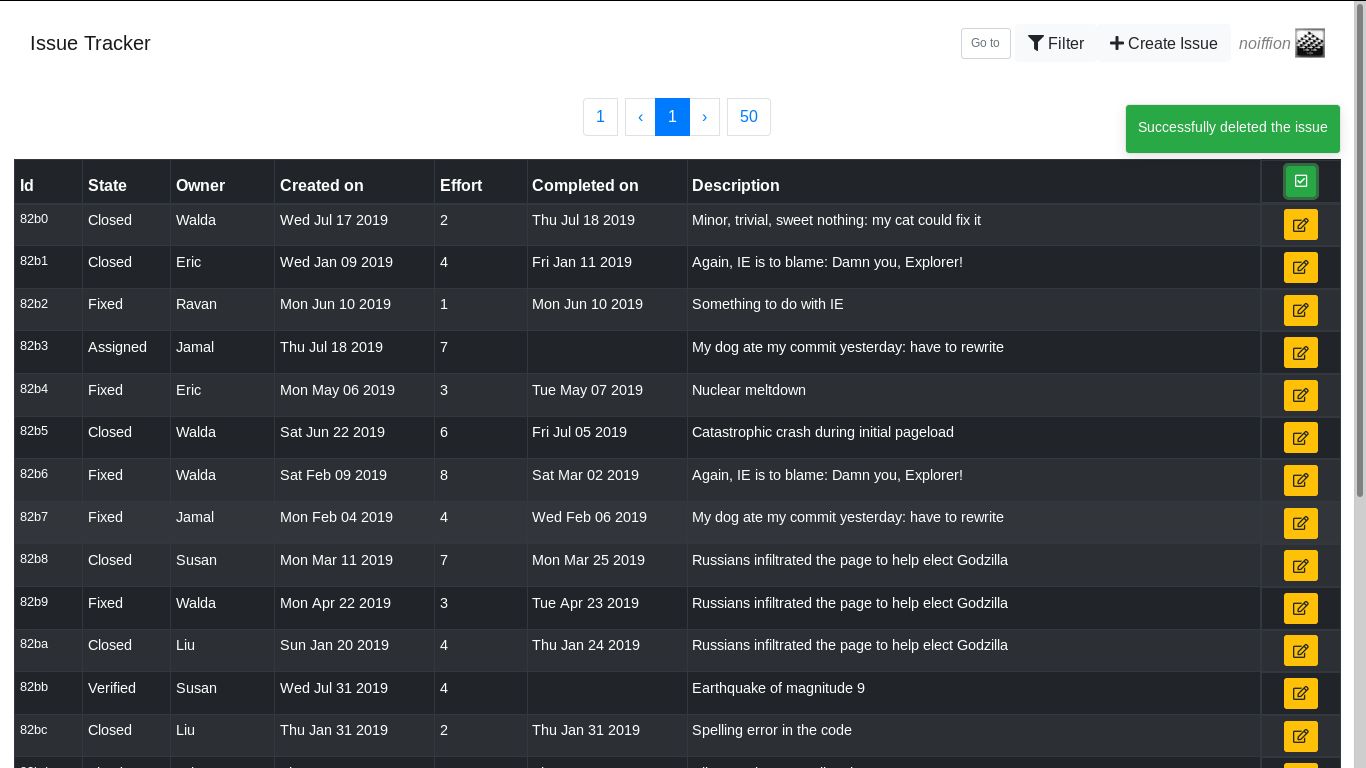 Issue Tracker Go to Filter Create Issue noiffion
1 ‹ 1 › 50
Successfully deleted the issue
Id State Owner Created on Effort Completed on Description
82b0 Closed Walda Wed Jul 17 2019 2 Thu Jul 18 2019 Minor, trivial, sweet nothing: my cat could fix it
82b1 Closed Eric Wed Jan 09 2019 4 Fri Jan 11 2019 Again, IE is to blame: Damn you, Explorer!
82b2 Fixed Ravan Mon Jun 10 2019 1 Mon Jun 10 2019 Something to do with IE
82b3 Assigned Jamal Thu Jul 18 2019 7 My dog ate my commit yesterday: have to rewrite
82b4 Fixed Eric Mon May 06 2019 3 Tue May 07 2019 Nuclear meltdown
82b5 Closed Walda Sat Jun 22 2019 6 Fri Jul 05 2019 Catastrophic crash during initial pageload
82b6 Fixed Walda Sat Feb 09 2019 8 Sat Mar 02 2019 Again, IE is to blame: Damn you, Explorer!
82b7 Fixed Jamal Mon Feb 04 2019 4 Wed Feb 06 2019 My dog ate my commit yesterday: have to rewrite
82b8 Closed Susan Mon Mar 11 2019 7 Mon Mar 25 2019 Russians infiltrated the page to help elect Godzilla
82b9 Fixed Walda Mon Apr 22 2019 3 Tue Apr 23 2019 Russians infiltrated the page to help elect Godzilla
82ba Closed Liu Sun Jan 20 2019 4 Thu Jan 24 2019 Russians infiltrated the page to help elect Godzilla
82bb Verified Susan Wed Jul 31 2019 4 Earthquake of magnitude 9
82bc Closed Liu Thu Jan 31 2019 2 Thu Jan 31 2019 Spelling error in the code